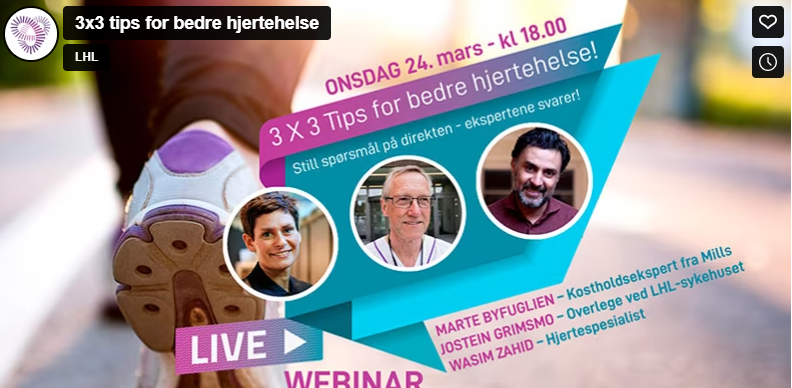 3x3 tips for bedre hjertehelse
LHL
ONSDAG 24. mars - kl 18.00
3 X 3 Tips for bedre hjertehelse!
Still spørsmål på direkten - ekspertene svarer!
MARTE BYFUGLIEN – Kostholdsekspert fra Mills
JOSTEIN GRIMSMO – Overlege ved LHL-sykehuset
WASIM ZAHID – Hjertespesialist
LIVE
WEBINAR